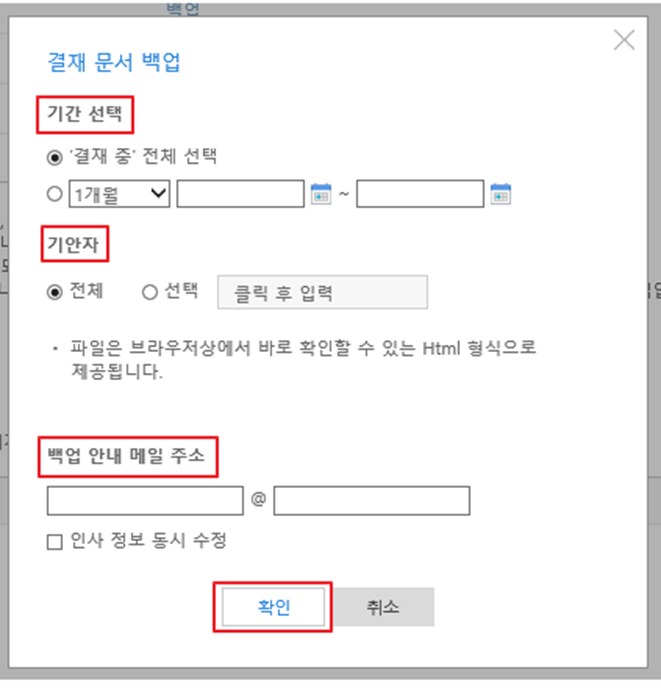 백업
결재 문서 백업
기간 선택
'결재 중' 전체 선택
1개월 ~
기안자
전체 선택 클릭 후 입력
· 파일은 브라우저상에서 바로 확인할 수 있는 Html 형식으로
제공됩니다.
백업 안내 메일 주소
@
인사 정보 동시 수정
확인 취소